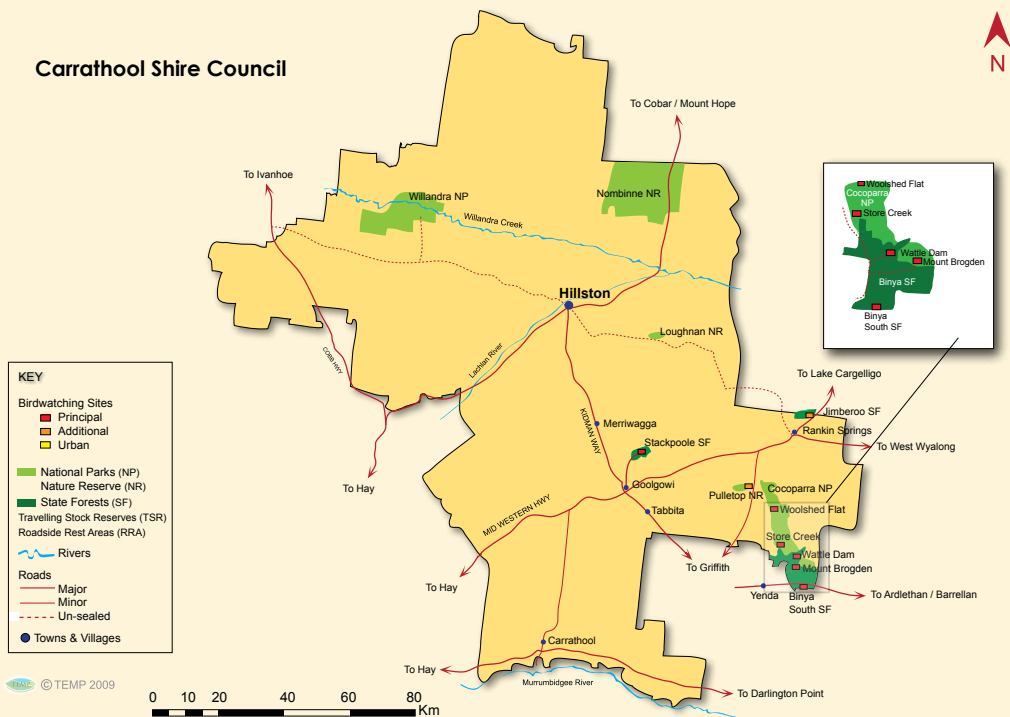 Carrathool Shire Council
N
To Cobar / Mount Hope
To Ivanhoe
Willandra NP
Nombinne NR
Willandra Creek
Hillston
Loughnan NR
Lachlan River
COBB HWY
To Lake Cargelligo
Jimberoo SF
Rankin Springs
To West Wyalong
KIDMAN WAY
Merriwagga
Stackpoole SF
To Hay
Goolgowi
Pulletop NR
Cocoparra NP
MID WESTERN HWY
Tabbita
Woolshed Flat
Store Creek
Wattle Dam
To Griffith
Mount Brogden
To Hay
Yenda
Binya
South SF
To Ardlethan / Barrellan
Carrathool
To Hay
Murrumbidgee River
To Darlington Point
Woolshed Flat
Cocoparra
NP
Store Creek
Wattle Dam
Mount Brogden
Binya SF
Binya
South SF
KEY
Birdwatching Sites
Principal
Additional
Urban
National Parks (NP)
Nature Reserve (NR)
State Forests (SF)
Travelling Stock Reserves (TSR)
Roadside Rest Areas (RRA)
Rivers
Roads
Major
Minor
Un-sealed
Towns & Villages
TEMP
© TEMP 2009
0 10 20 40 60 80
Km